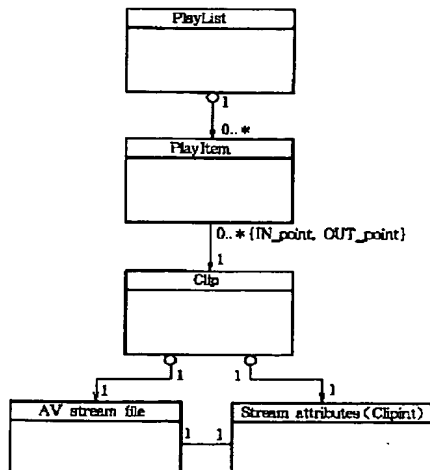 PlayList
1
0..*
PlayItem
0..* {IN_point, OUT_point}
1
Clip
1 1
1 1
AV stream file Stream attributes (Clipint)
1 1